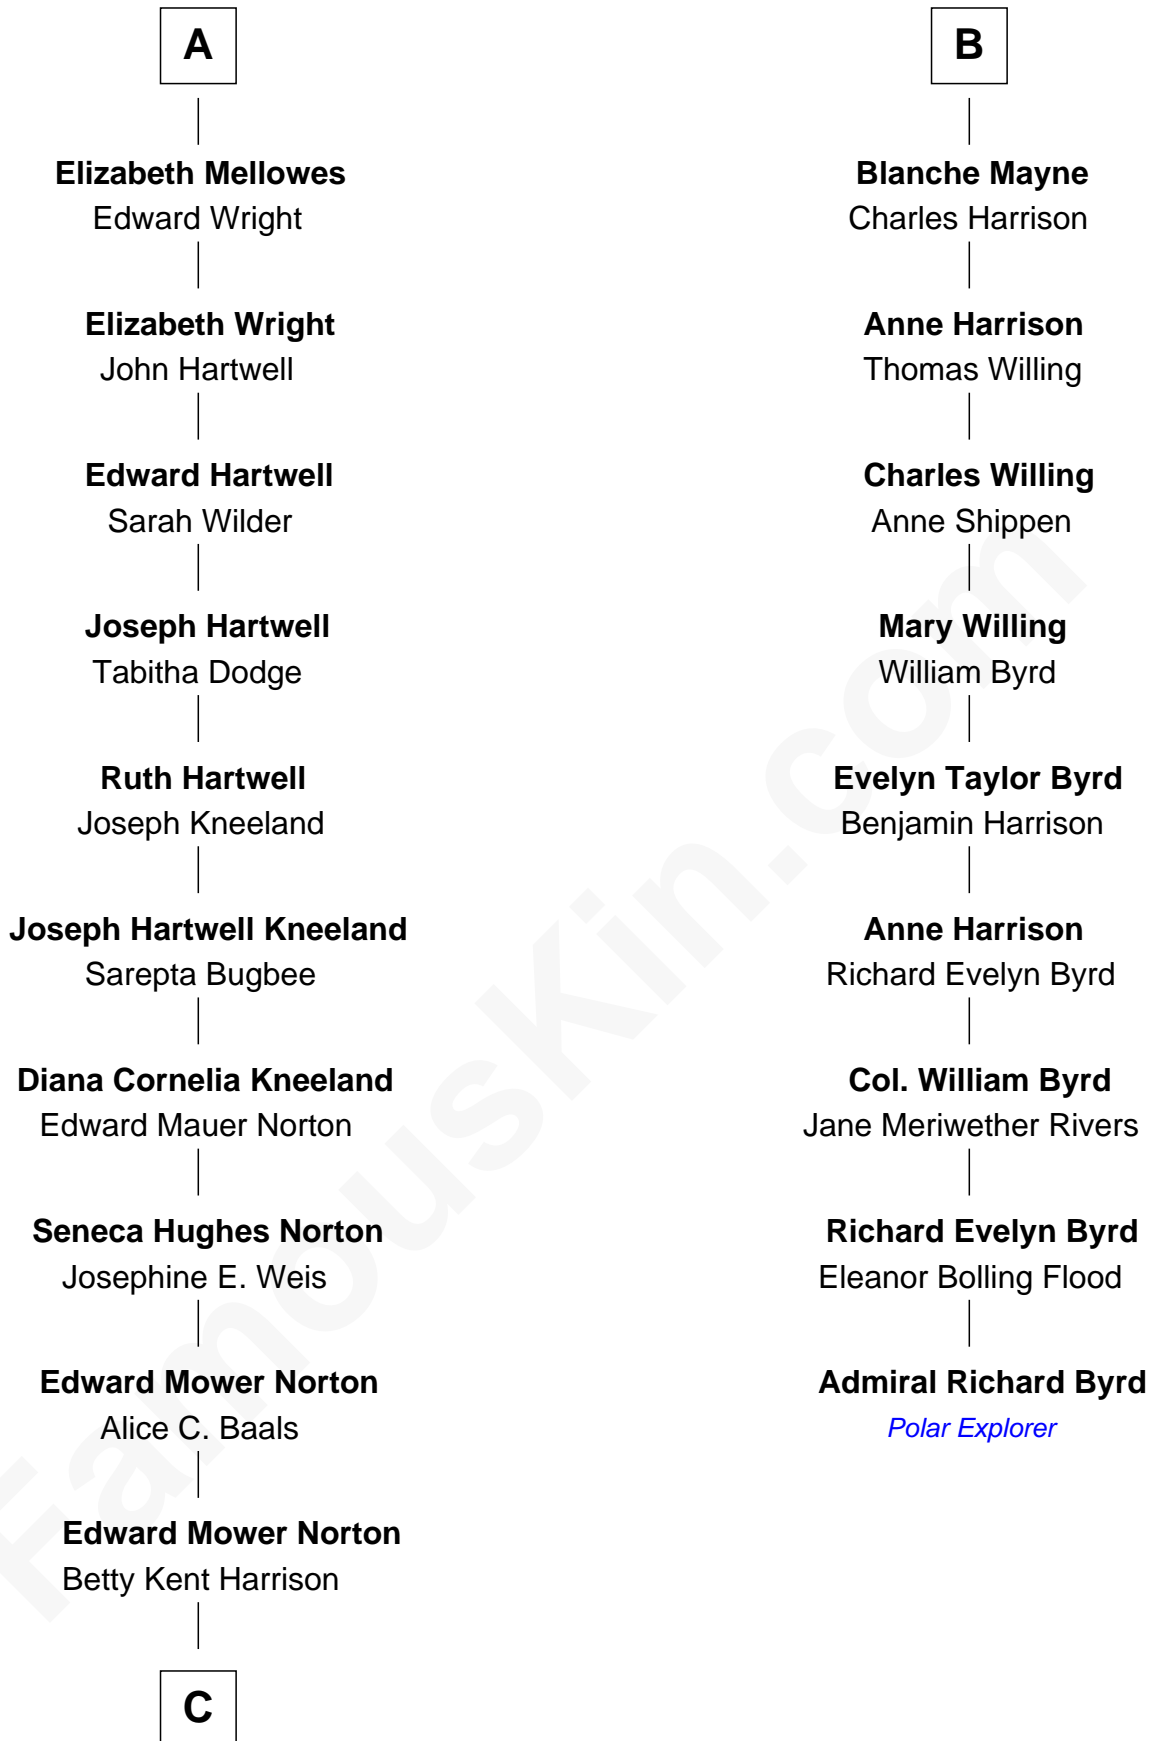 A
Elizabeth Mellowes
Edward Wright
Elizabeth Wright
John Hartwell
Edward Hartwell
Sarah Wilder
Joseph Hartwell
Tabitha Dodge
Ruth Hartwell
Joseph Kneeland
Joseph Hartwell Kneeland
Sarepta Bugbee
Diana Cornelia Kneeland
Edward Mauer Norton
Seneca Hughes Norton
Josephine E. Weis
Edward Mower Norton
Alice C. Baals
Edward Mower Norton
Betty Kent Harrison
C
B
Blanche Mayne
Charles Harrison
Anne Harrison
Thomas Willing
Charles Willing
Anne Shippen
Mary Willing
William Byrd
Evelyn Taylor Byrd
Benjamin Harrison
Anne Harrison
Richard Evelyn Byrd
Col. William Byrd
Jane Meriwether Rivers
Richard Evelyn Byrd
Eleanor Bolling Flood
Admiral Richard Byrd
Polar Explorer
FamousKin.com